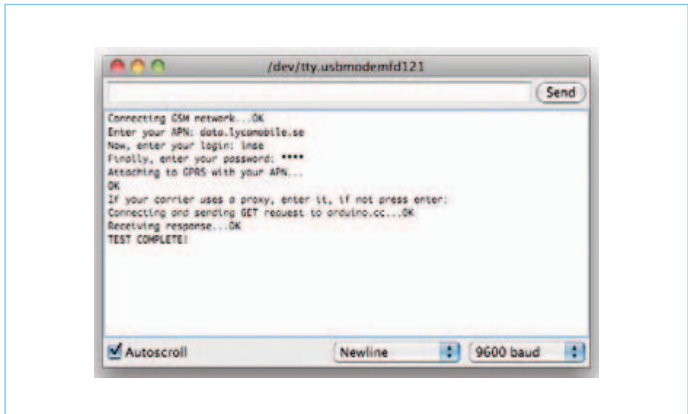 /dev/tty.usbmodemfd121
Send
Connecting GSM network...OK
Enter your APN: data.lycamobile.se
Now, enter your login: lnse
Finally, enter your password: ****
Attaching to GPRS with your APN...
OK
If your carrier uses a proxy, enter it, if not press enter:
Connecting and sending GET request to arduino.cc...OK
Receiving response...OK
TEST COMPLETE!
Autoscroll
Newline
9600 baud